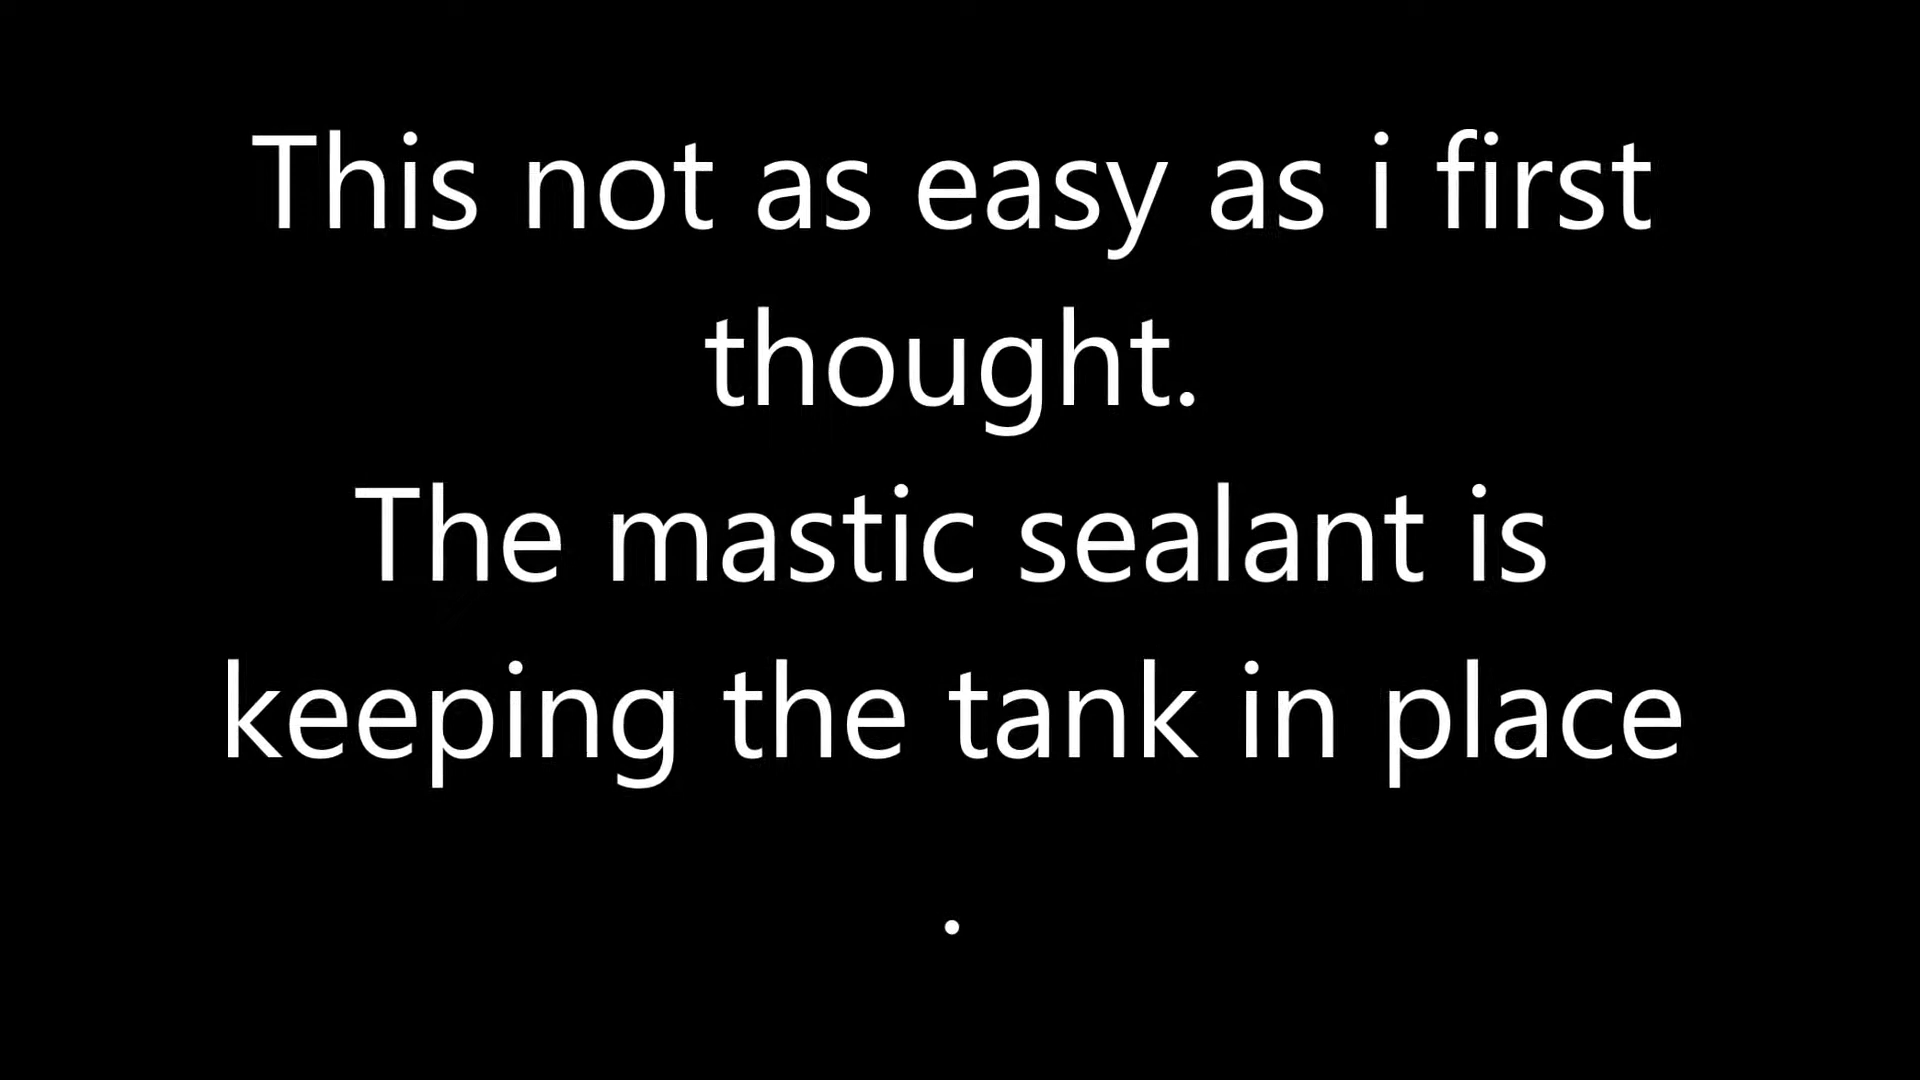 This not as easy as i first
thought.
The mastic sealant is
keeping the tank in place
.